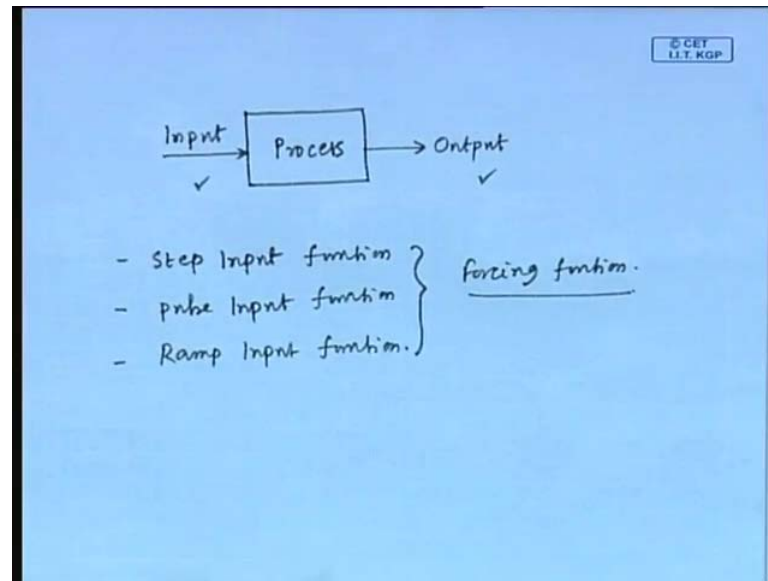 © CET
I.I.T. KGP
Input
Process
Output
- Step Input function
- pulse Input function
- Ramp Input function.
Forcing function.